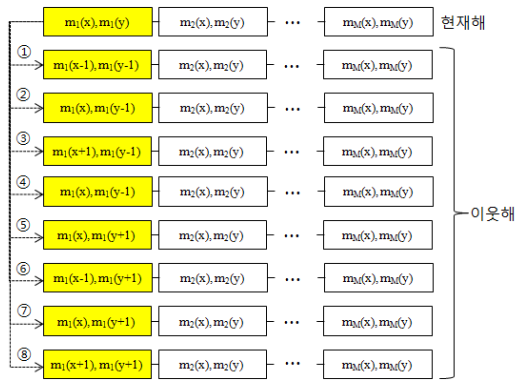 m₁(x), m₁(y) m₂(x), m₂(y) ··· m_M(x), m_M(y) 현재해
① m₁(x-1), m₁(y-1) m₂(x), m₂(y) ··· m_M(x), m_M(y)
② m₁(x), m₁(y-1) m₂(x), m₂(y) ··· m_M(x), m_M(y)
③ m₁(x+1), m₁(y-1) m₂(x), m₂(y) ··· m_M(x), m_M(y)
④ m₁(x), m₁(y-1) m₂(x), m₂(y) ··· m_M(x), m_M(y)
이웃해
⑤ m₁(x), m₁(y+1) m₂(x), m₂(y) ··· m_M(x), m_M(y)
⑥ m₁(x-1), m₁(y+1) m₂(x), m₂(y) ··· m_M(x), m_M(y)
⑦ m₁(x), m₁(y+1) m₂(x), m₂(y) ··· m_M(x), m_M(y)
⑧ m₁(x+1), m₁(y+1) m₂(x), m₂(y) ··· m_M(x), m_M(y)